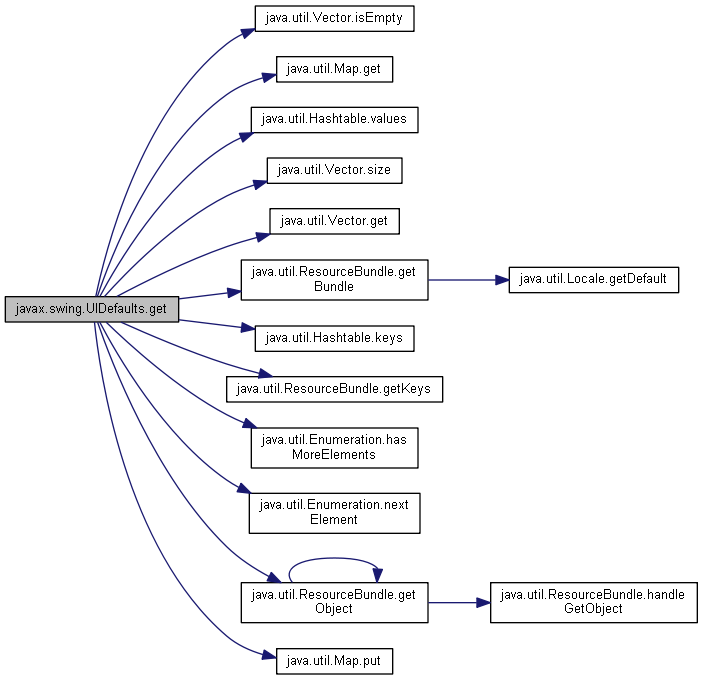 java.util.Vector.isEmpty
java.util.Map.get
java.util.Hashtable.values
java.util.Vector.size
java.util.Vector.get
java.util.ResourceBundle.get
Bundle
java.util.Locale.getDefault
javax.swing.UIDefaults.get
java.util.Hashtable.keys
java.util.ResourceBundle.getKeys
java.util.Enumeration.has
MoreElements
java.util.Enumeration.next
Element
java.util.ResourceBundle.get
Object
java.util.ResourceBundle.handle
GetObject
java.util.Map.put